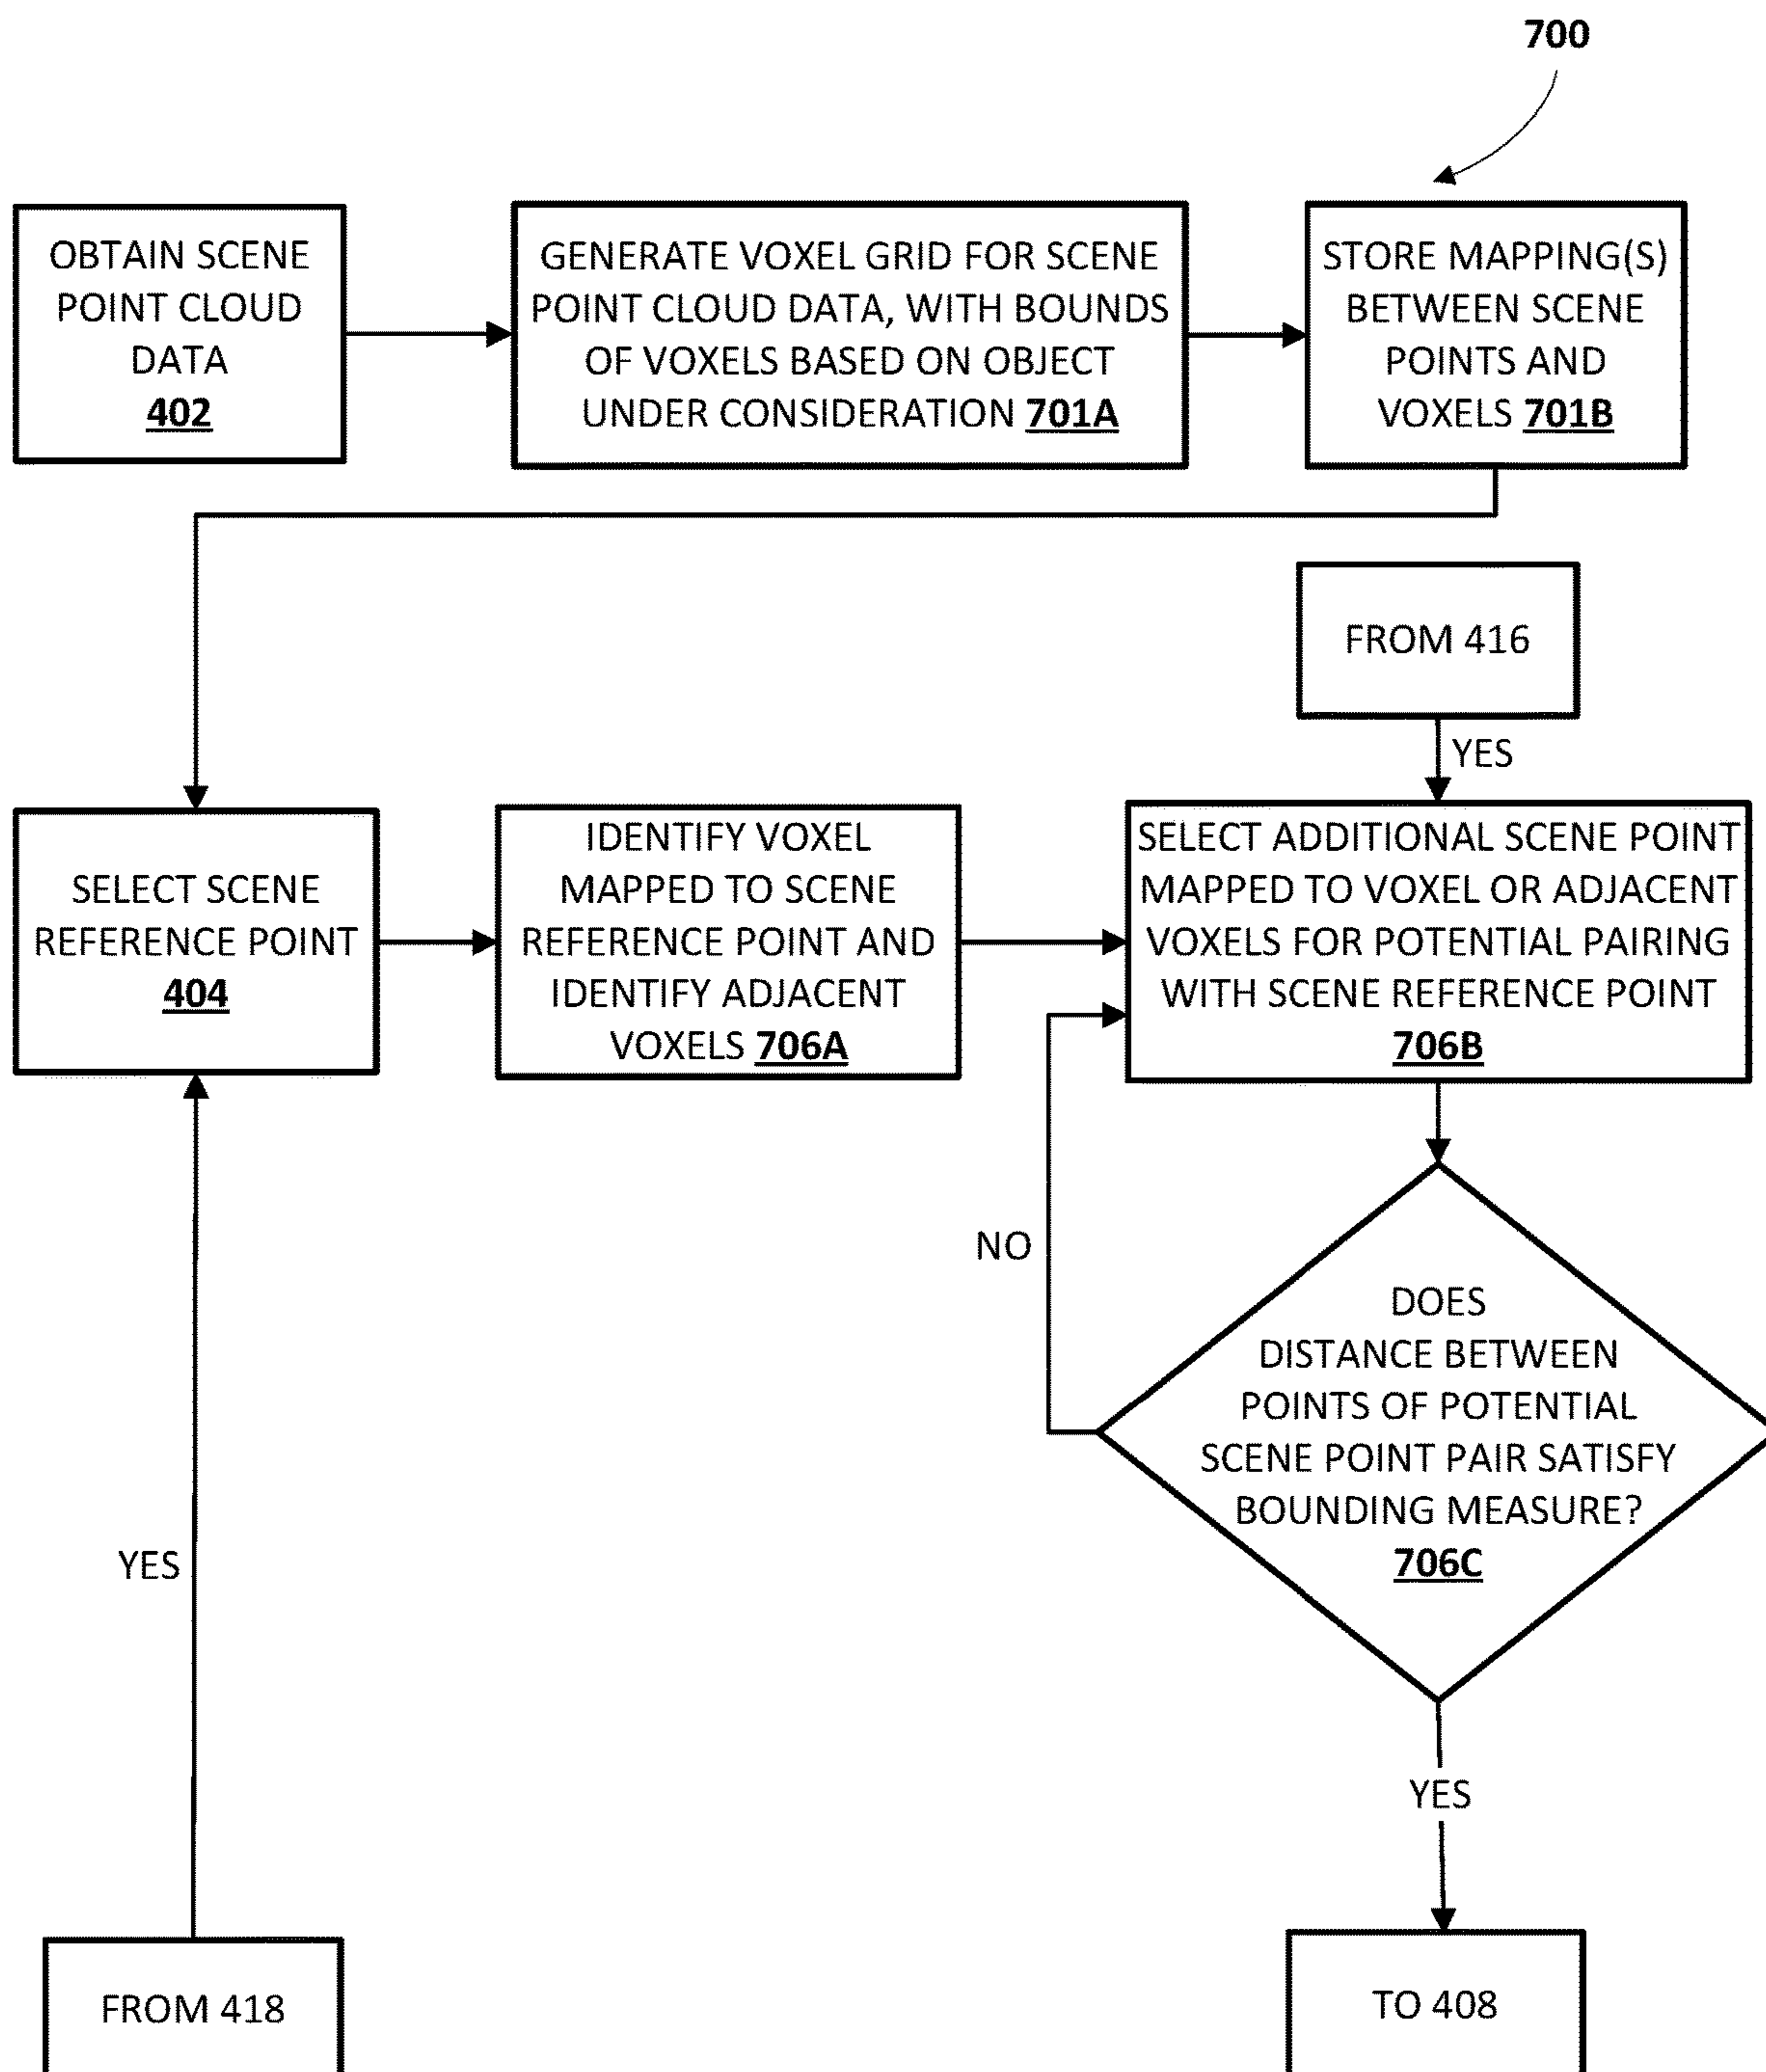 700
OBTAIN SCENE
POINT CLOUD
DATA
402
GENERATE VOXEL GRID FOR SCENE
POINT CLOUD DATA, WITH BOUNDS
OF VOXELS BASED ON OBJECT
UNDER CONSIDERATION 701A
STORE MAPPING(S)
BETWEEN SCENE
POINTS AND
VOXELS 701B
FROM 416
YES
SELECT SCENE
REFERENCE POINT
404
IDENTIFY VOXEL
MAPPED TO SCENE
REFERENCE POINT AND
IDENTIFY ADJACENT
VOXELS 706A
SELECT ADDITIONAL SCENE POINT
MAPPED TO VOXEL OR ADJACENT
VOXELS FOR POTENTIAL PAIRING
WITH SCENE REFERENCE POINT
706B
NO
DOES
DISTANCE BETWEEN
POINTS OF POTENTIAL
SCENE POINT PAIR SATISFY
BOUNDING MEASURE?
706C
YES
YES
FROM 418
TO 408